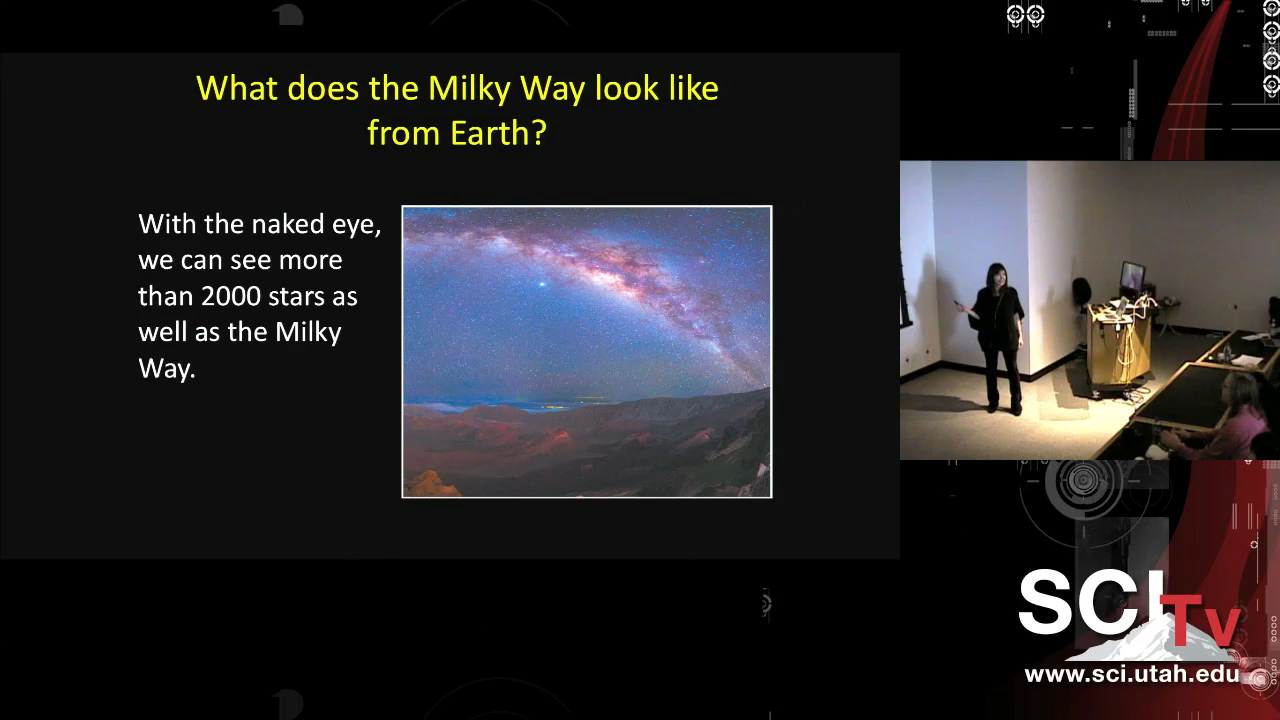 What does the Milky Way look like
from Earth?
With the naked eye,
we can see more
than 2000 stars as
well as the Milky
Way.
SCI
Tv
www.sci.utah.edu